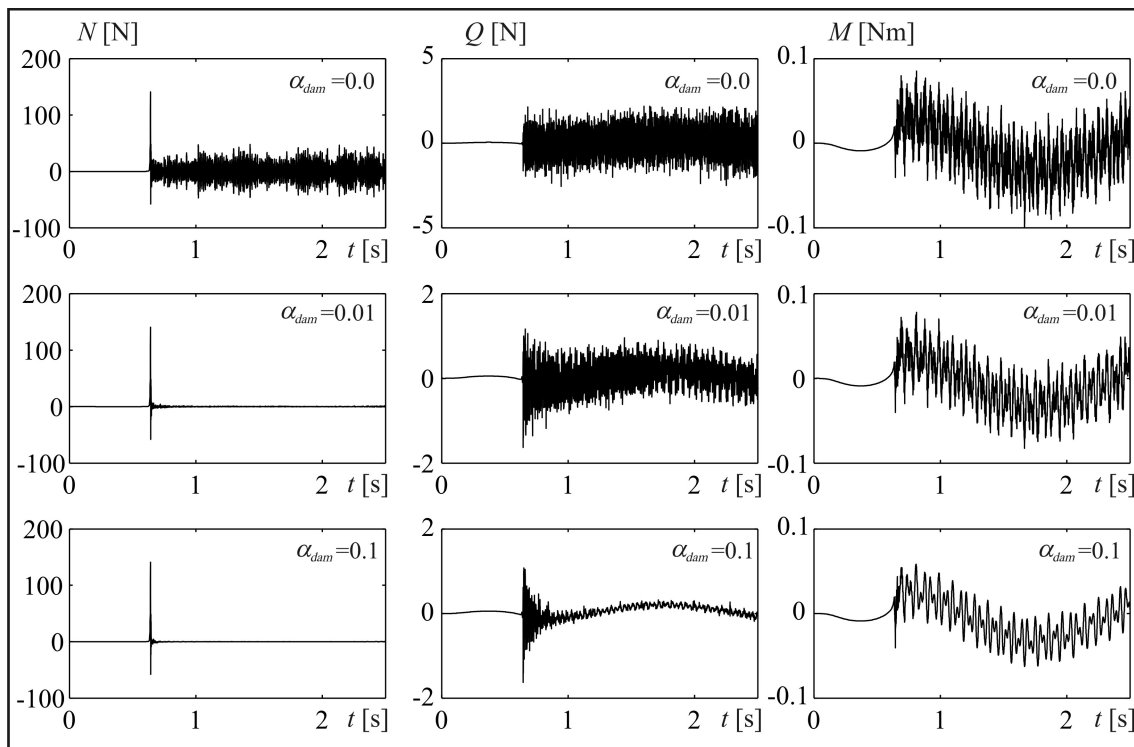 N [N]
200
100
0
-100
0 1 2 t [s]
α_dam=0.0
Q [N]
5
0
-5
0 1 2 t [s]
α_dam=0.0
M [Nm]
0.1
0
-0.1
0 1 2 t [s]
α_dam=0.0
200
100
0
-100
0 1 2 t [s]
α_dam=0.01
2
0
-2
0 1 2 t [s]
α_dam=0.01
0.1
0
-0.1
0 1 2 t [s]
α_dam=0.01
200
100
0
-100
0 1 2 t [s]
α_dam=0.1
2
0
-2
0 1 2 t [s]
α_dam=0.1
0.1
0
-0.1
0 1 2 t [s]
α_dam=0.1